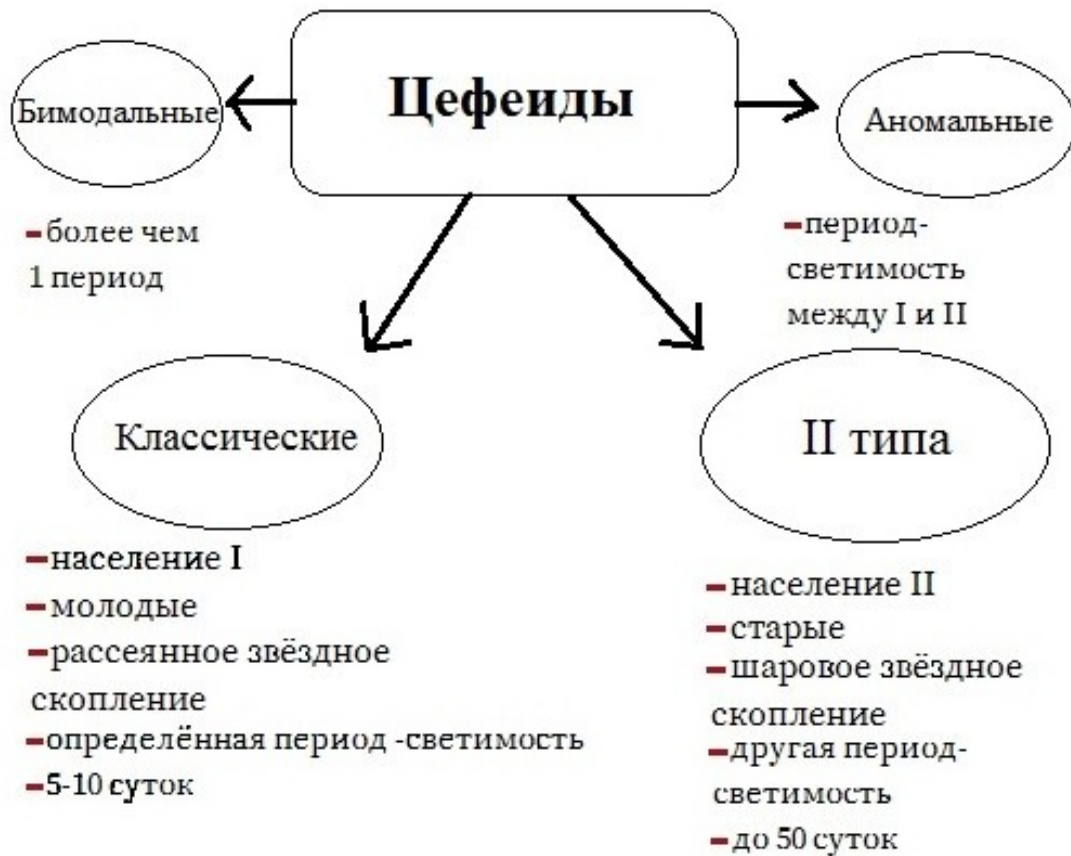 Цефеиды
Бимодальные
-более чем
1 период
Аномальные
-период-
светимость
между I и II
Классические
-население I
-молодые
-рассеянное звёздное
скопление
-определённая период -светимость
-5-10 суток
II типа
-население II
-старые
-шаровое звёздное
скопление
-другая период-
светимость
-до 50 суток